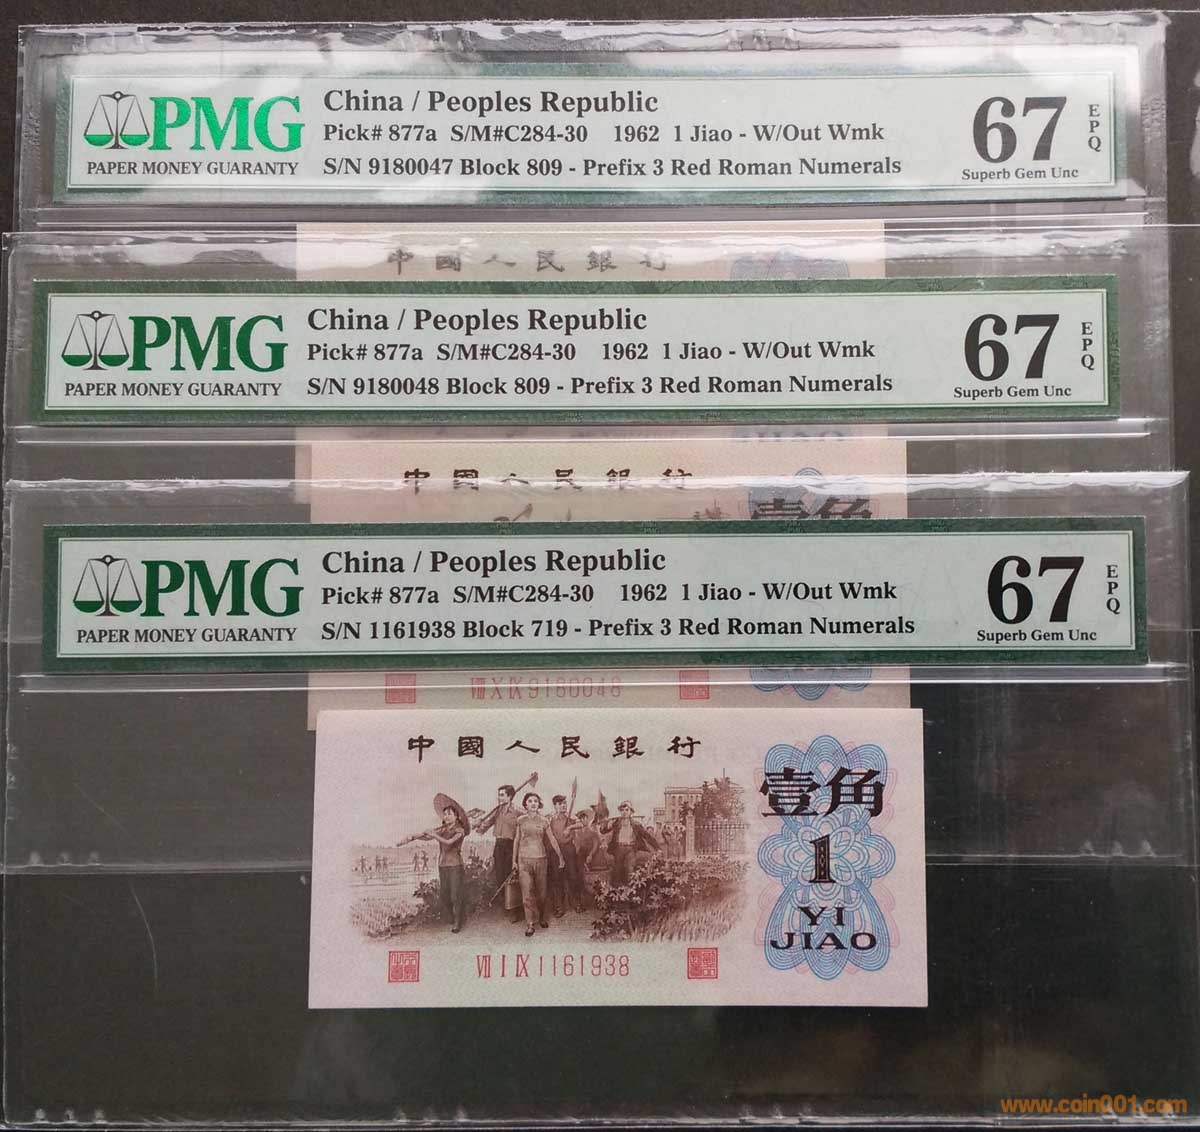 PMG
PAPER MONEY GUARANTY
China / Peoples Republic
Pick# 877a S/M#C284-30 1962 1 Jiao - W/Out Wmk
S/N 9180047 Block 809 - Prefix 3 Red Roman Numerals
67
EPQ
Superb Gem Unc
中國人民銀行
PMG
PAPER MONEY GUARANTY
China / Peoples Republic
Pick# 877a S/M#C284-30 1962 1 Jiao - W/Out Wmk
S/N 9180048 Block 809 - Prefix 3 Red Roman Numerals
67
EPQ
Superb Gem Unc
中國人民銀行
壹角
PMG
PAPER MONEY GUARANTY
China / Peoples Republic
Pick# 877a S/M#C284-30 1962 1 Jiao - W/Out Wmk
S/N 1161938 Block 719 - Prefix 3 Red Roman Numerals
67
EPQ
Superb Gem Unc
VIII X IX 9180048
中國人民銀行
壹角
1
YI
JIAO
VII I IX 1161938
www.coin001.com